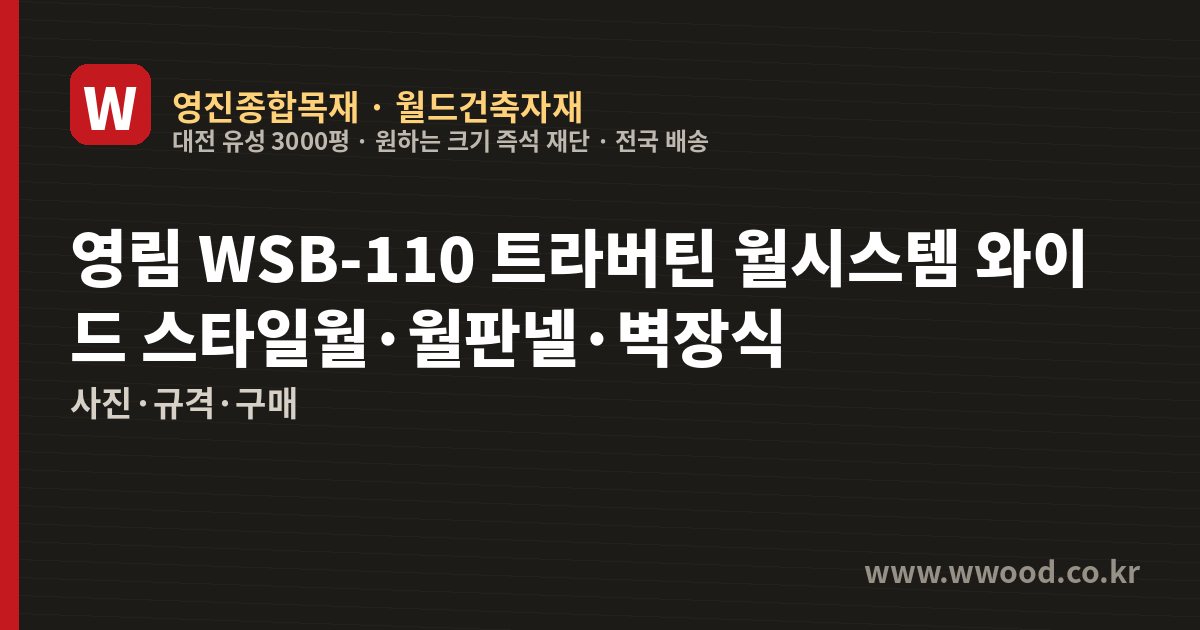 W
영진종합목재 · 월드건축자재
대전 유성 3000평 · 원하는 크기 즉석 재단 · 전국 배송
영림 WSB-110 트라버틴 월시스템 와이
드 스타일월·월판넬·벽장식
사진·규격·구매
www.wwood.co.kr